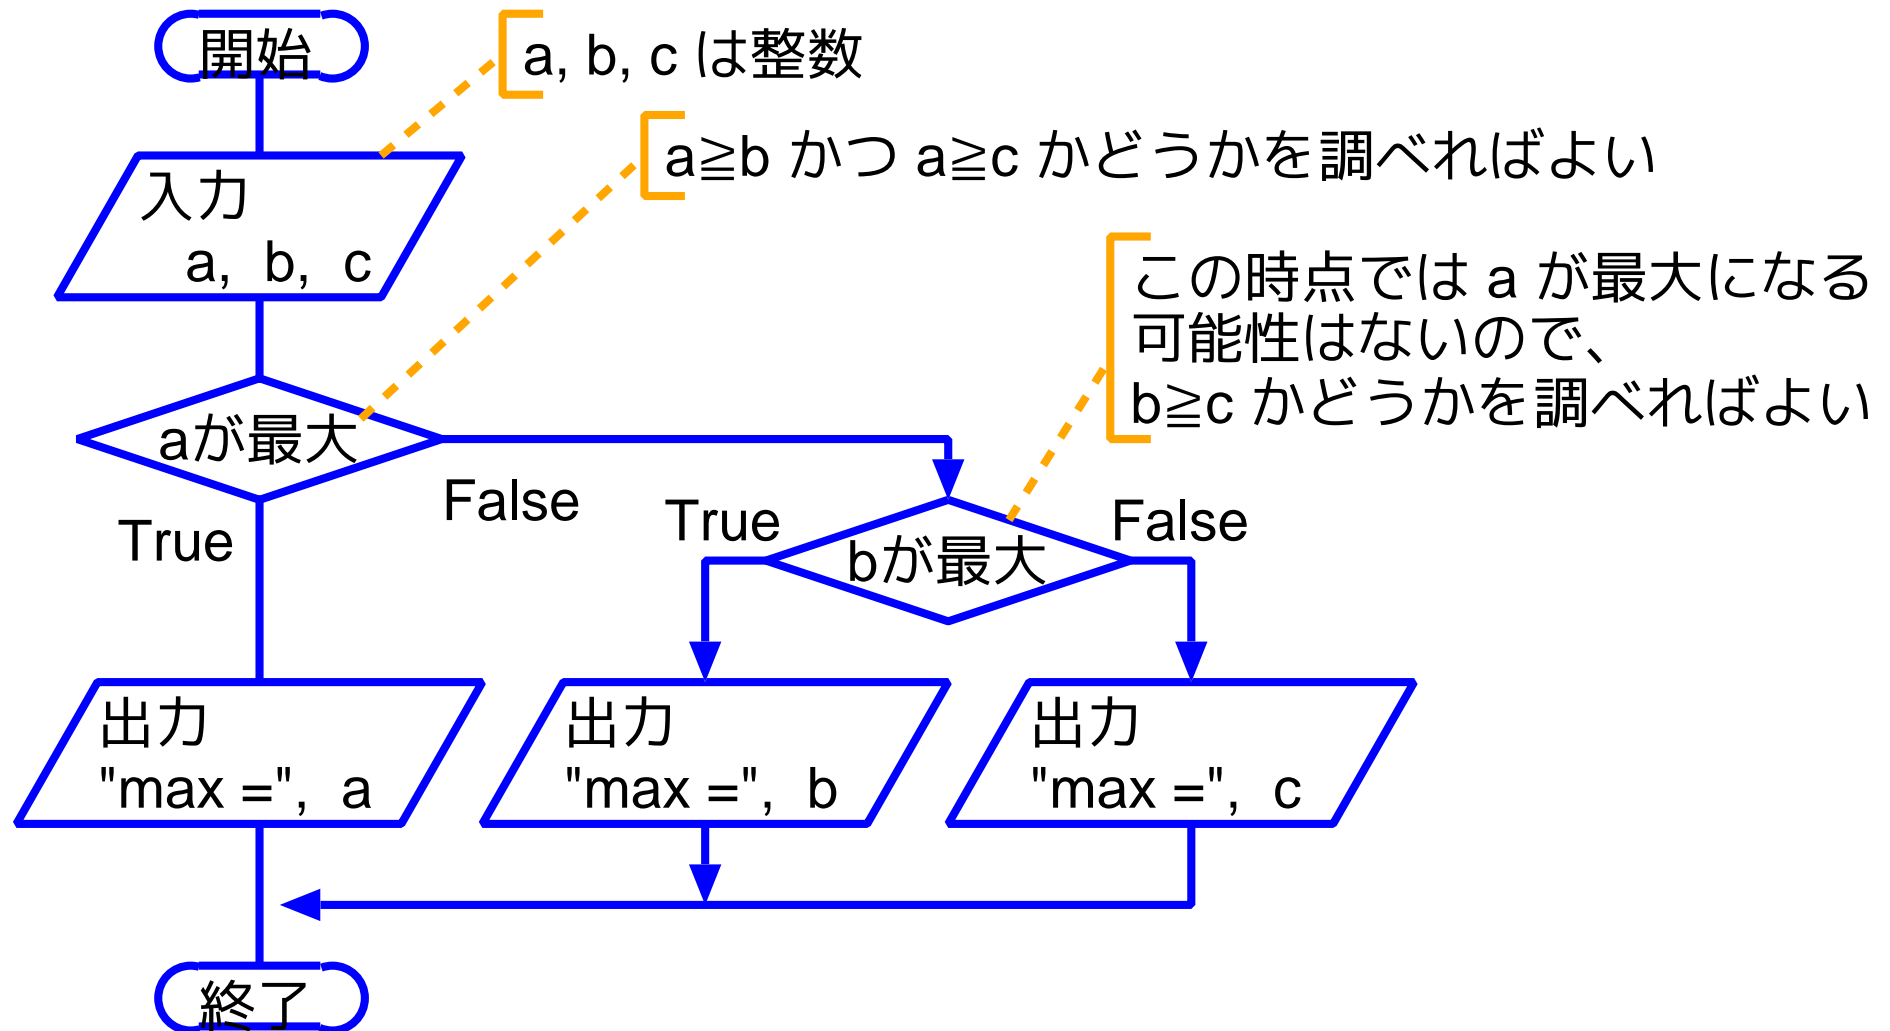 開始
a, b, c は整数
a≧b かつ a≧c かどうかを調べればよい
入力
a, b, c
この時点では a が最大になる
可能性はないので、
b≧c かどうかを調べればよい
aが最大
False
True
True
False
bが最大
出力
"max =", a
出力
"max =", b
出力
"max =", c
終了